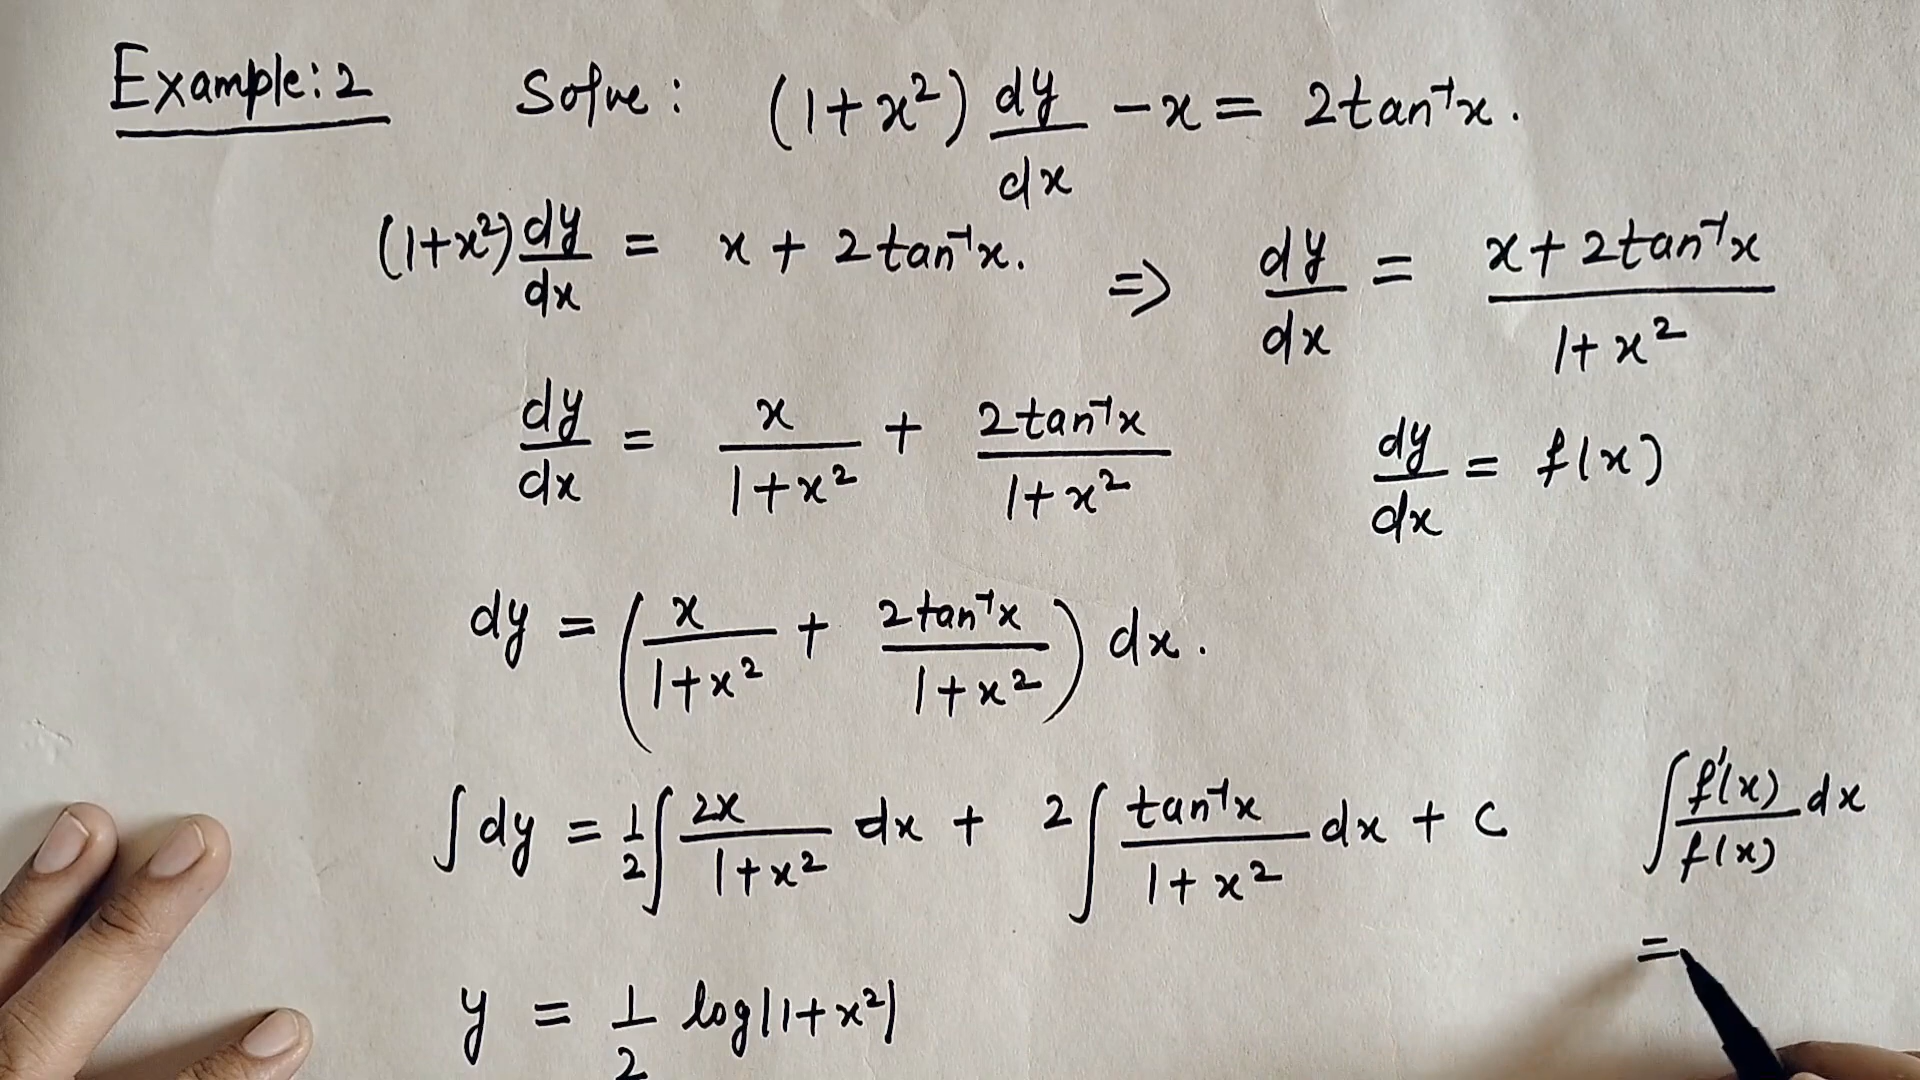 Example: 2 Solve: (1+x²) dy/dx − x = 2tan⁻¹x.
(1+x²) dy/dx = x + 2tan⁻¹x. ⇒ dy/dx = (x + 2tan⁻¹x)/(1+x²)
dy/dx = x/(1+x²) + 2tan⁻¹x/(1+x²) dy/dx = f(x)
dy = (x/(1+x²) + 2tan⁻¹x/(1+x²)) dx.
∫dy = 1/2 ∫ 2x/(1+x²) dx + 2∫ tan⁻¹x/(1+x²) dx + c ∫ f'(x)/f(x) dx
=
y = 1/2 log|1+x²|